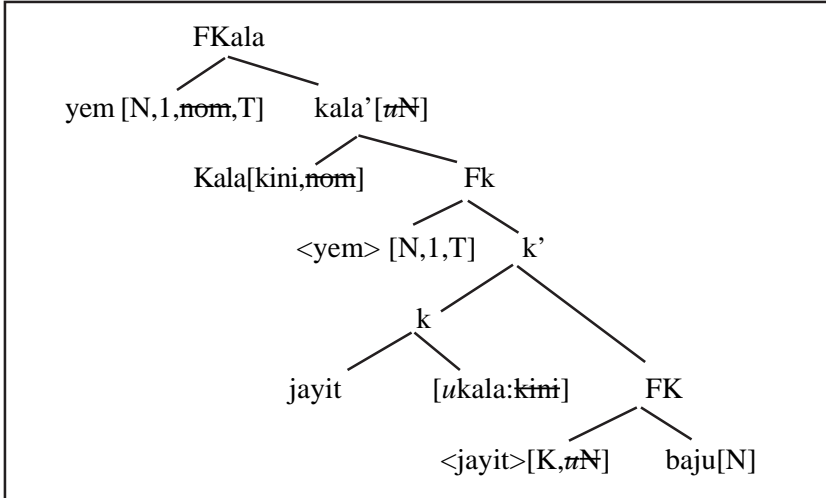 FKala
yem [N,1,nom,T] kala’[uN]
Kala[kini,nom] Fk
<yem> [N,1,T] k’
k
jayit [ukala:kini] FK
<jayit>[K,uN] baju[N]